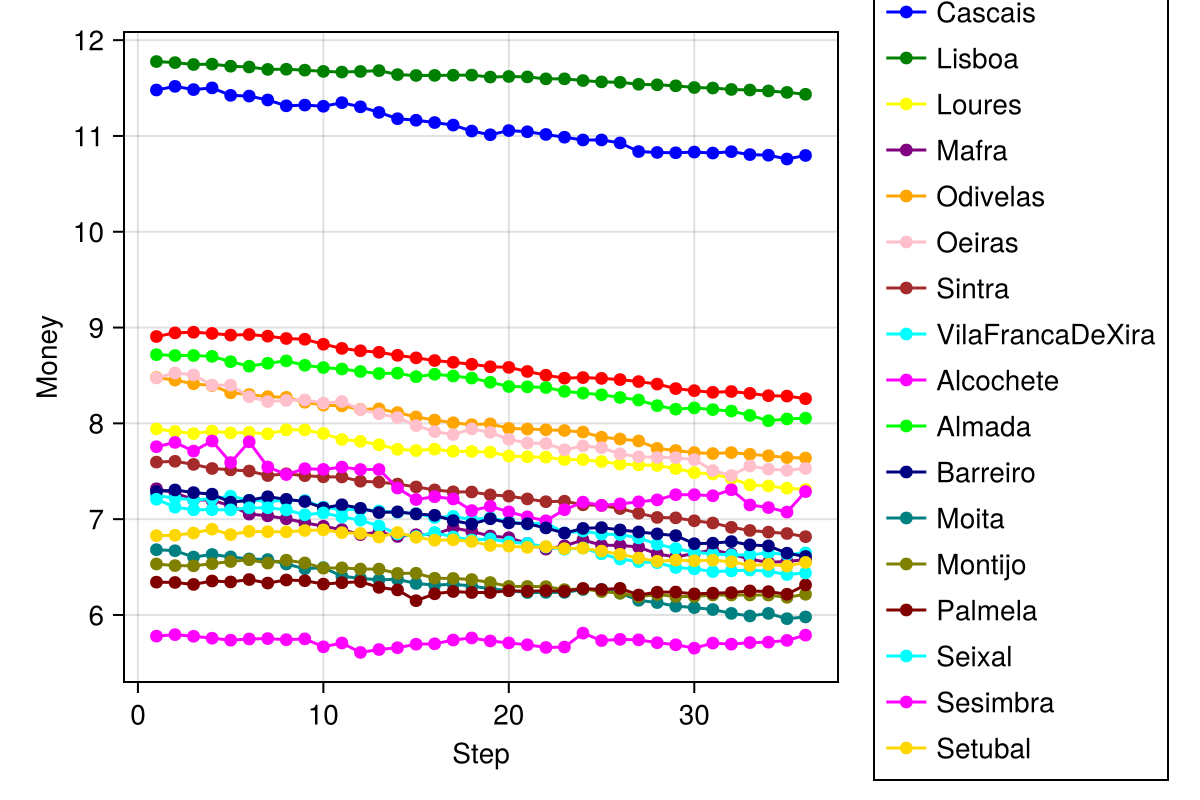 12
11
10
9
8
7
6
Money
0 10 20 30
Step
Cascais
Lisboa
Loures
Mafra
Odivelas
Oeiras
Sintra
VilaFrancaDeXira
Alcochete
Almada
Barreiro
Moita
Montijo
Palmela
Seixal
Sesimbra
Setubal